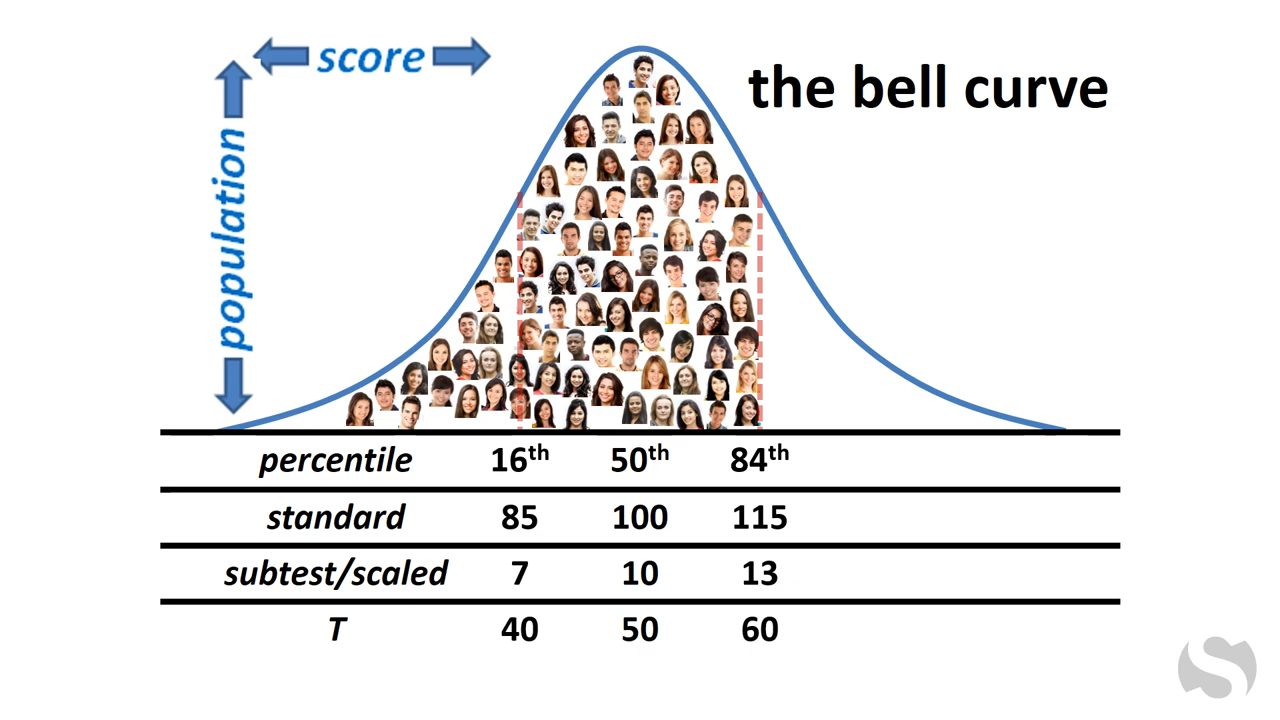 score
the bell curve
population
percentile 16th 50th 84th
standard 85 100 115
subtest/scaled 7 10 13
T 40 50 60